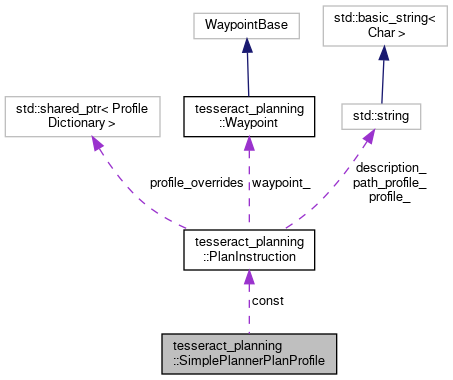 WaypointBase
std::basic_string<
Char >
std::shared_ptr< Profile
Dictionary >
tesseract_planning
::Waypoint
std::string
profile_overrides
waypoint_
description_
path_profile_
profile_
tesseract_planning
::PlanInstruction
const
tesseract_planning
::SimplePlannerPlanProfile